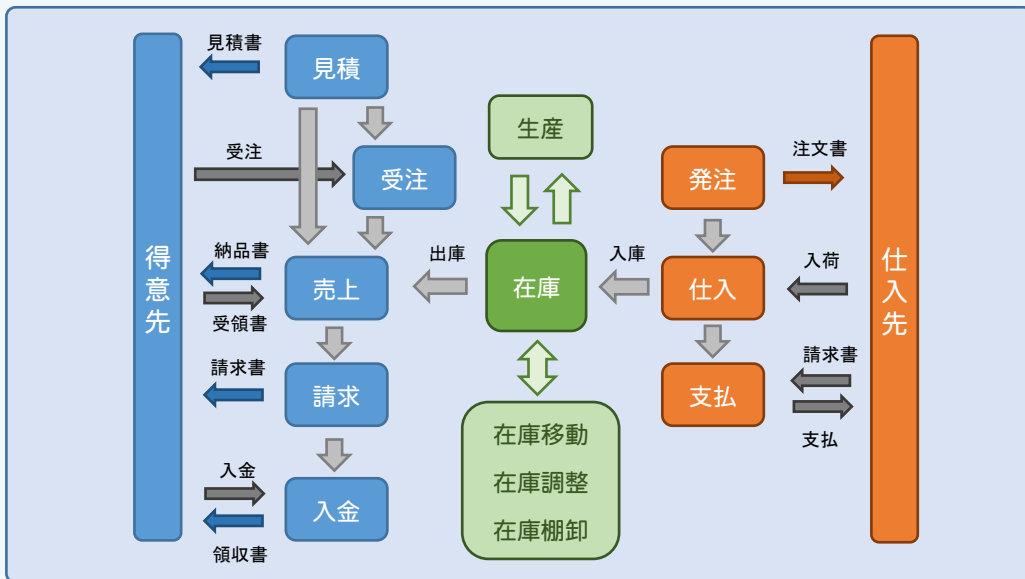 見積書
見積
生産
受注
受注
発注
注文書
得意先
納品書
受領書
売上
出庫
在庫
入庫
仕入
入荷
仕入先
請求書
請求
支払
請求書
支払
在庫移動
在庫調整
在庫棚卸
入金
領収書
入金